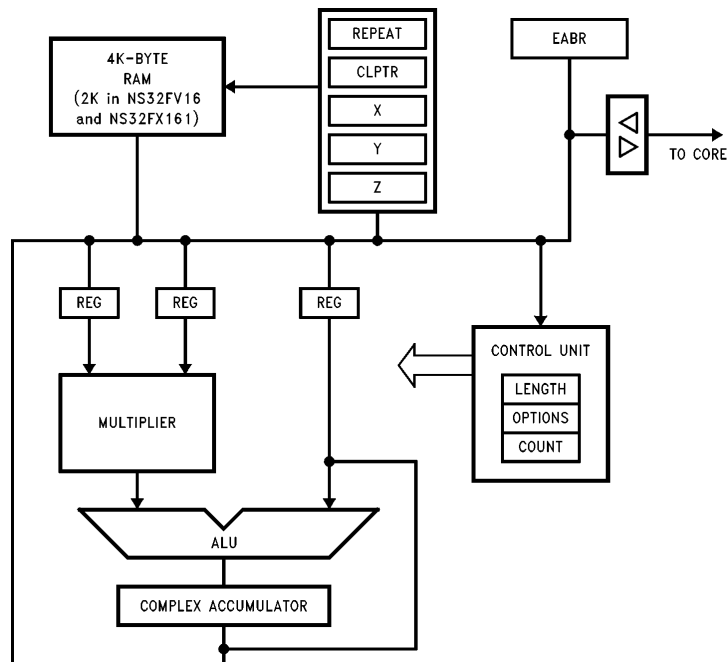 4K-BYTE
RAM
(2K in NS32FV16
and NS32FX161)
REPEAT
CLPTR
X
Y
Z
EABR
TO CORE
REG
REG
REG
MULTIPLIER
CONTROL UNIT
LENGTH
OPTIONS
COUNT
ALU
COMPLEX ACCUMULATOR